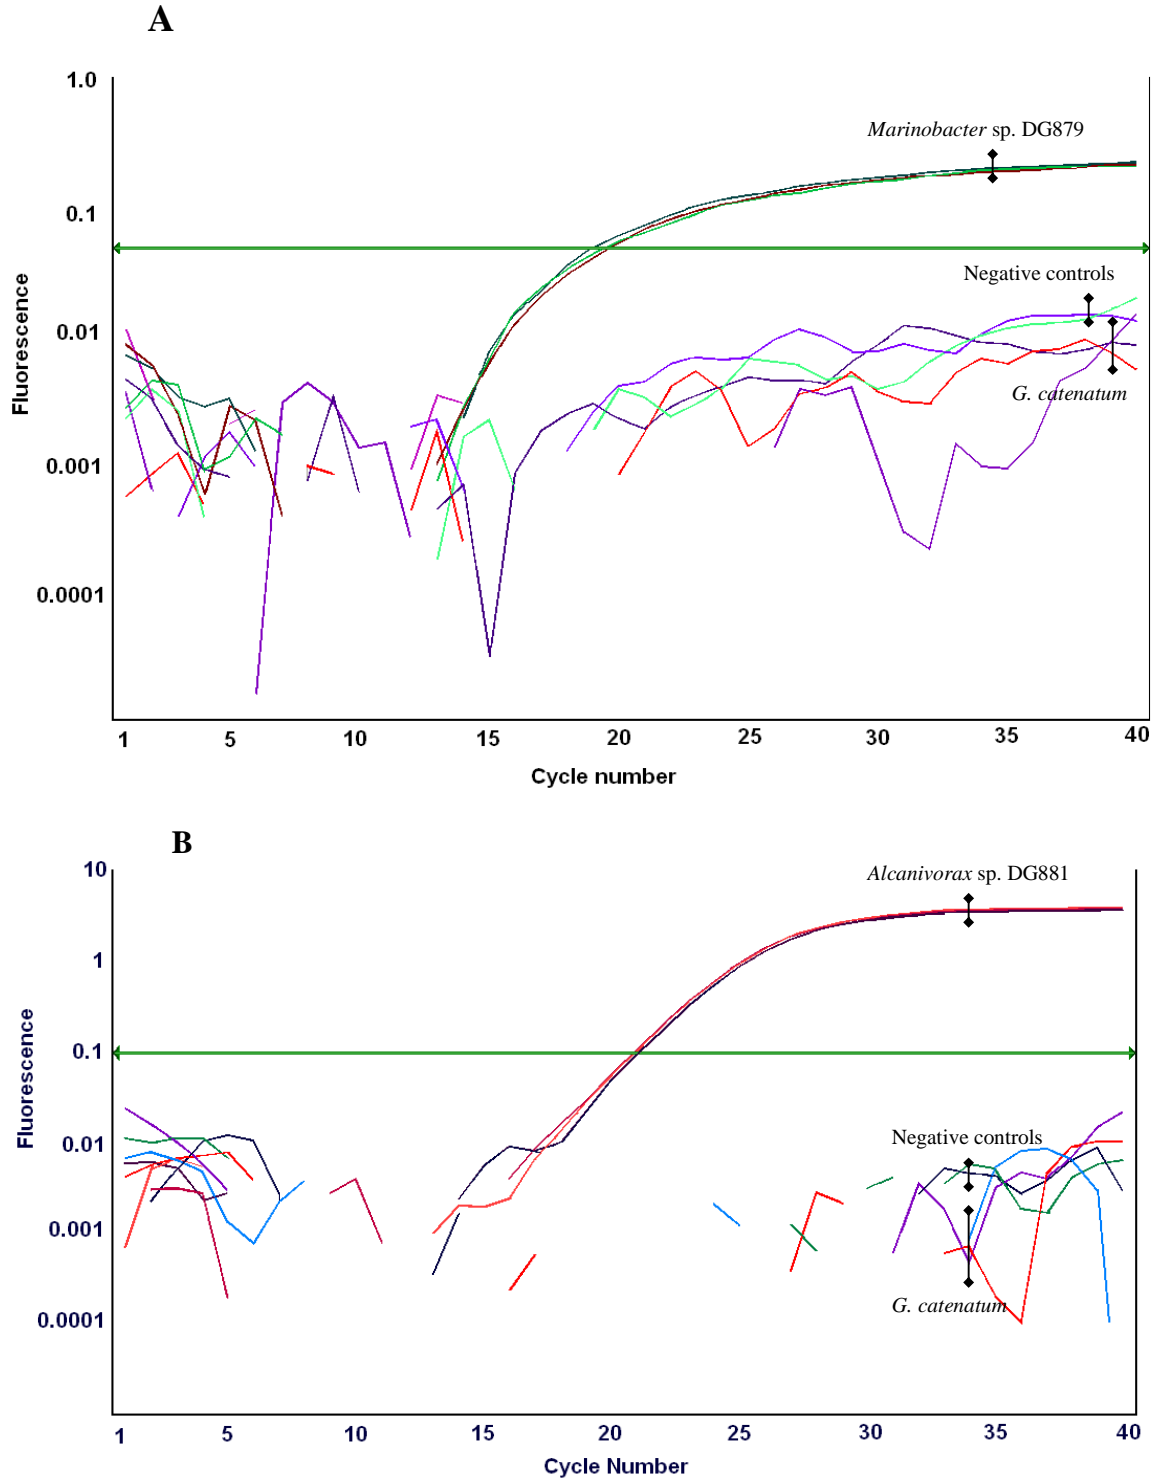 A
1.0
Marinobacter sp. DG879
0.1
Negative controls
0.01
Fluorescence
G. catenatum
0.001
0.0001
1 5 10 15 20 25 30 35 40
Cycle number
B
10
Alcanivorax sp. DG881
1
0.1
Fluorescence
0.01
Negative controls
0.001
G. catenatum
0.0001
1 5 10 15 20 25 30 35 40
Cycle Number